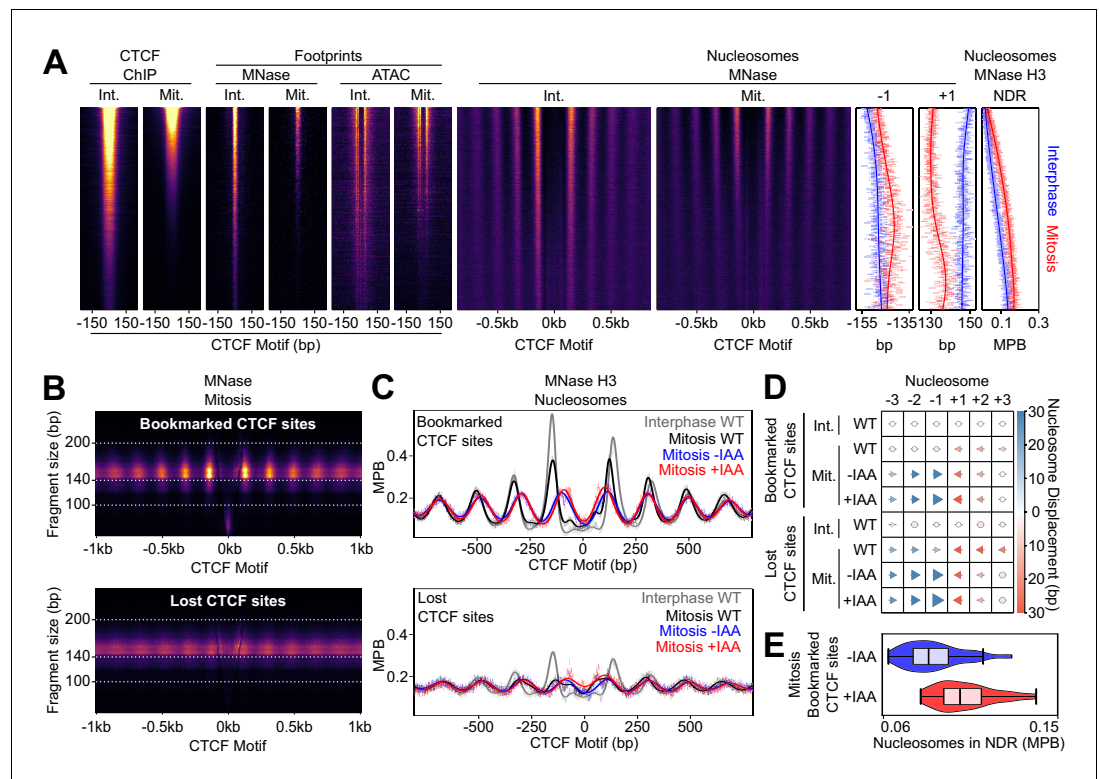 A
CTCF
ChIP
Footprints
MNase
ATAC
Nucleosomes
MNase
Nucleosomes
MNase H3
Int.
Mit.
Int.
Mit.
Int.
Mit.
Int.
Mit.
-1
+1
NDR
Interphase
Mitosis
-150
150
-150
150
-150
150
-150
150
-150
150
-150
150
-0.5kb
0kb
0.5kb
-0.5kb
0kb
0.5kb
-155
-135
130
150
0.1
0.3
CTCF Motif (bp)
CTCF Motif
CTCF Motif
bp
bp
MPB
B
MNase
Mitosis
Bookmarked CTCF sites
Fragment size (bp)
200
140
100
-1kb
-0.5kb
0kb
0.5kb
1kb
CTCF Motif
Lost CTCF sites
Fragment size (bp)
200
140
100
-1kb
-0.5kb
0kb
0.5kb
1kb
CTCF Motif
C
MNase H3
Nucleosomes
Bookmarked
CTCF sites
Interphase WT
Mitosis WT
Mitosis -IAA
Mitosis +IAA
MPB
0.4
0.2
-500
-250
0
250
500
CTCF Motif (bp)
Lost
CTCF sites
Interphase WT
Mitosis WT
Mitosis -IAA
Mitosis +IAA
MPB
0.4
0.2
-500
-250
0
250
500
CTCF Motif (bp)
D
Nucleosome
-3 -2 -1 +1 +2 +3
Bookmarked
CTCF sites
Int.
WT
Mit.
WT
-IAA
+IAA
Lost
CTCF sites
Int.
WT
Mit.
WT
-IAA
+IAA
30
20
10
0
10
20
30
Nucleosome Displacement (bp)
E
Mitosis
Bookmarked
CTCF sites
-IAA
+IAA
0.06
0.15
Nucleosomes in NDR (MPB)